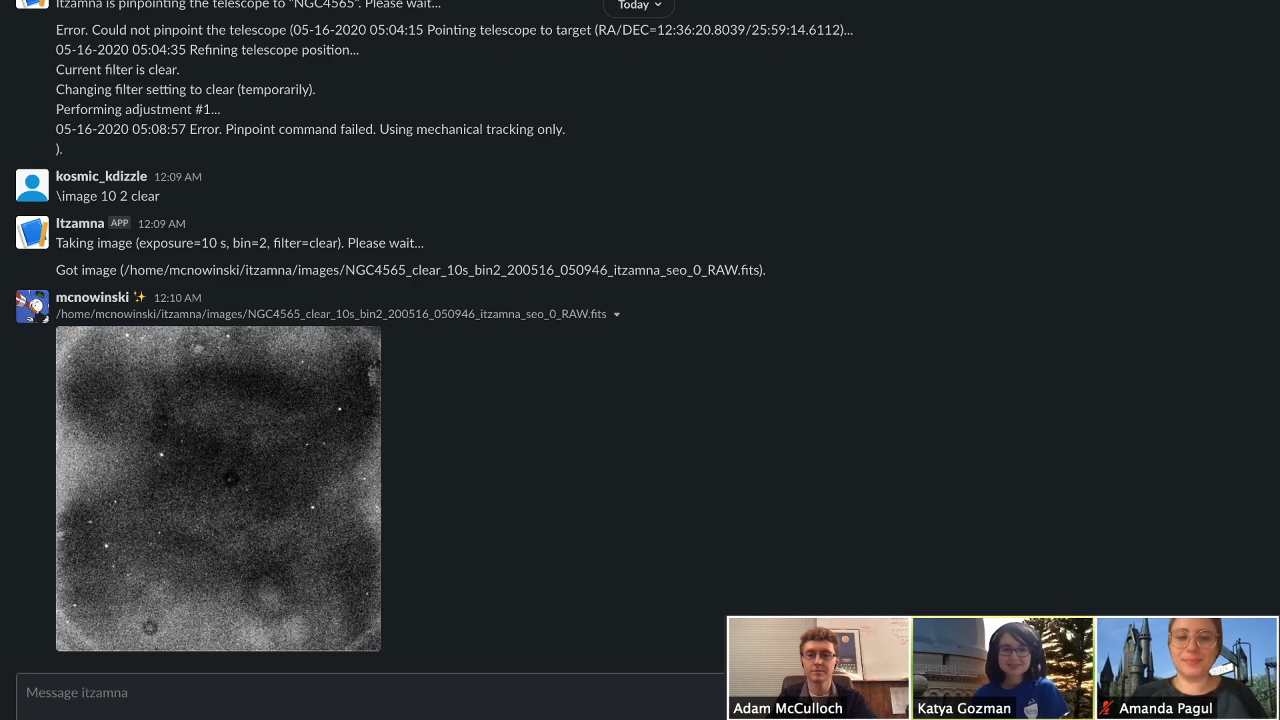 Itzamna is pinpointing the telescope to "NGC4565". Please wait...
Today
Error. Could not pinpoint the telescope (05-16-2020 05:04:15 Pointing telescope to target (RA/DEC=12:36:20.8039/25:59:14.6112)...
05-16-2020 05:04:35 Refining telescope position...
Current filter is clear.
Changing filter setting to clear (temporarily).
Performing adjustment #1...
05-16-2020 05:08:57 Error. Pinpoint command failed. Using mechanical tracking only.
).
kosmic_kdizzle 12:09 AM
\image 10 2 clear
Itzamna APP 12:09 AM
Taking image (exposure=10 s, bin=2, filter=clear). Please wait...
Got image (/home/mcnowinski/itzamna/images/NGC4565_clear_10s_bin2_200516_050946_itzamna_seo_0_RAW.fits).
mcnowinski ✨ 12:10 AM
/home/mcnowinski/itzamna/images/NGC4565_clear_10s_bin2_200516_050946_itzamna_seo_0_RAW.fits
Message itzamna
Adam McCulloch
Katya Gozman
Amanda Pagul